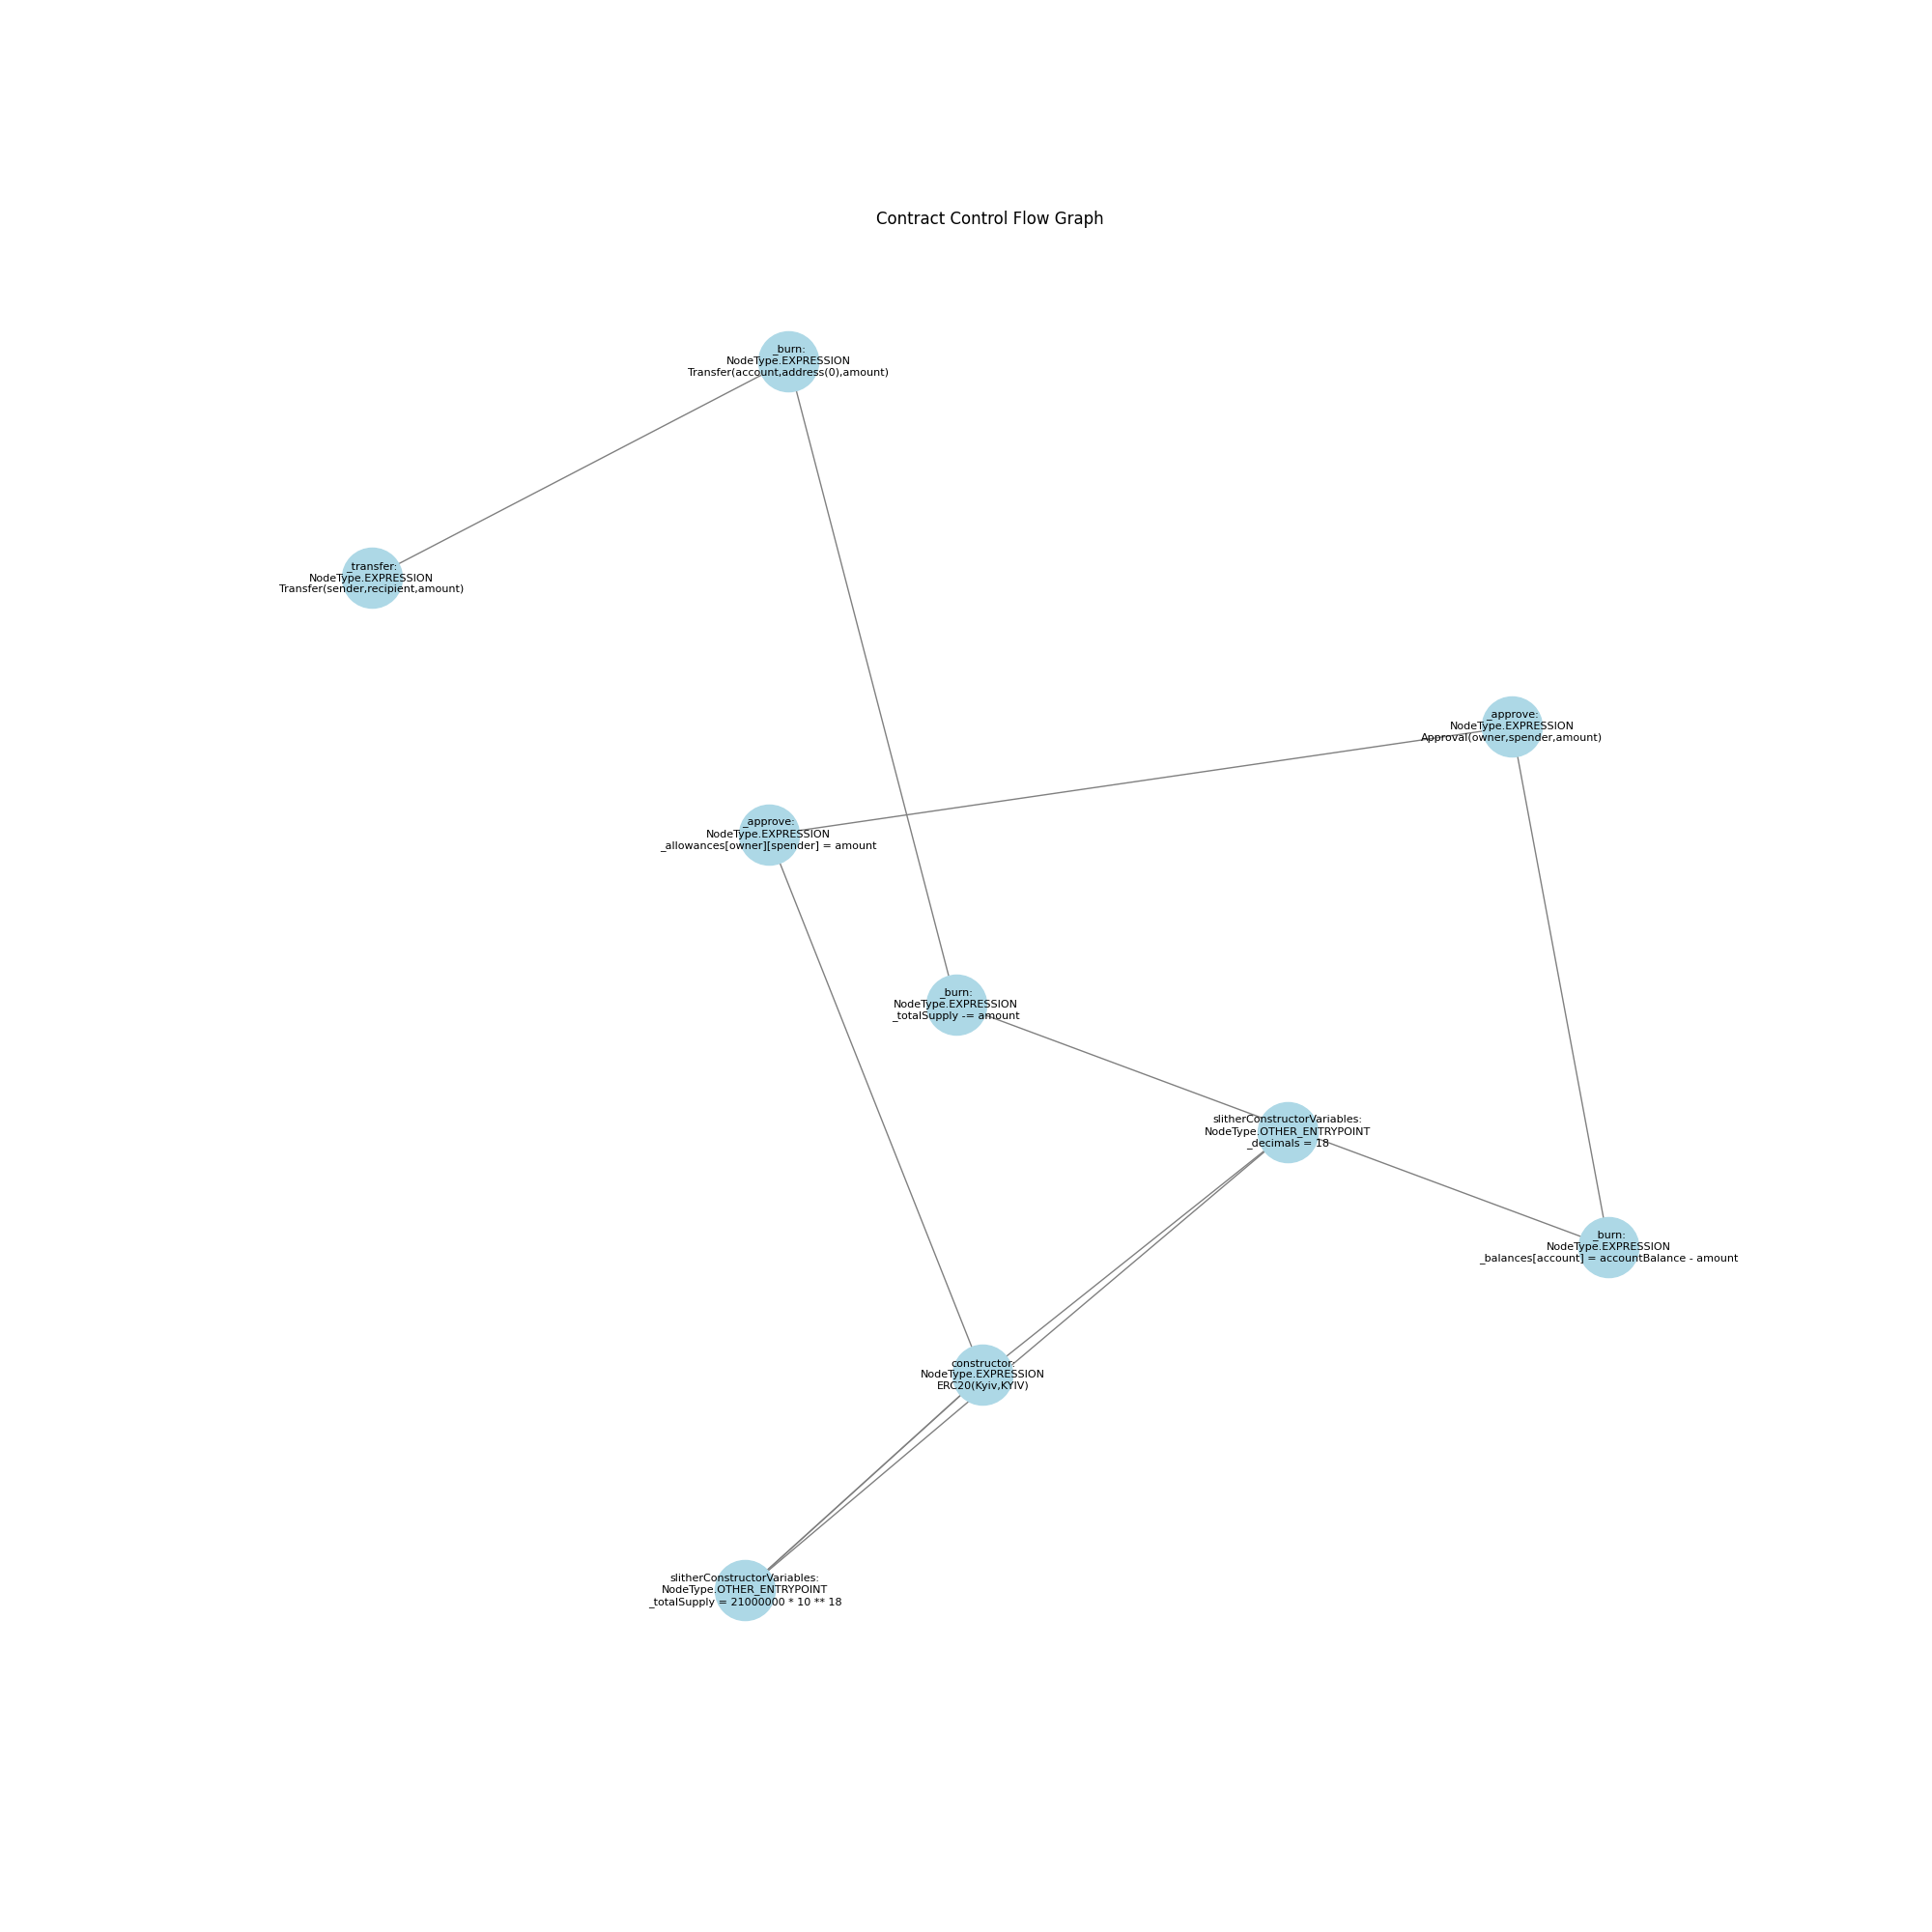 Contract Control Flow Graph
_burn:
NodeType.EXPRESSION
Transfer(account,address(0),amount)
_transfer:
NodeType.EXPRESSION
Transfer(sender,recipient,amount)
_approve:
NodeType.EXPRESSION
Approval(owner,spender,amount)
_approve:
NodeType.EXPRESSION
_allowances[owner][spender] = amount
_burn:
NodeType.EXPRESSION
_totalSupply -= amount
slitherConstructorVariables:
NodeType.OTHER_ENTRYPOINT
_decimals = 18
_burn:
NodeType.EXPRESSION
_balances[account] = accountBalance - amount
constructor:
NodeType.EXPRESSION
ERC20(Kyiv,KYIV)
slitherConstructorVariables:
NodeType.OTHER_ENTRYPOINT
_totalSupply = 21000000 * 10 ** 18